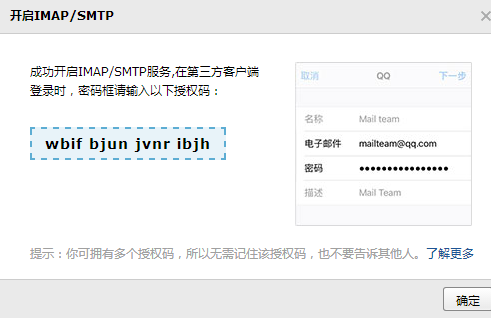 开启IMAP/SMTP
成功开启IMAP/SMTP服务,在第三方客户端
登录时，密码框请输入以下授权码：
wbif bjun jvnr ibjh
取消 QQ 下一步
名称 Mail team
电子邮件 mailteam@qq.com
密码 ●●●●●●●●●●●●●●●●
描述 Mail Team
提示：你可拥有多个授权码，所以无需记住该授权码，也不要告诉其他人。了解更多
确定